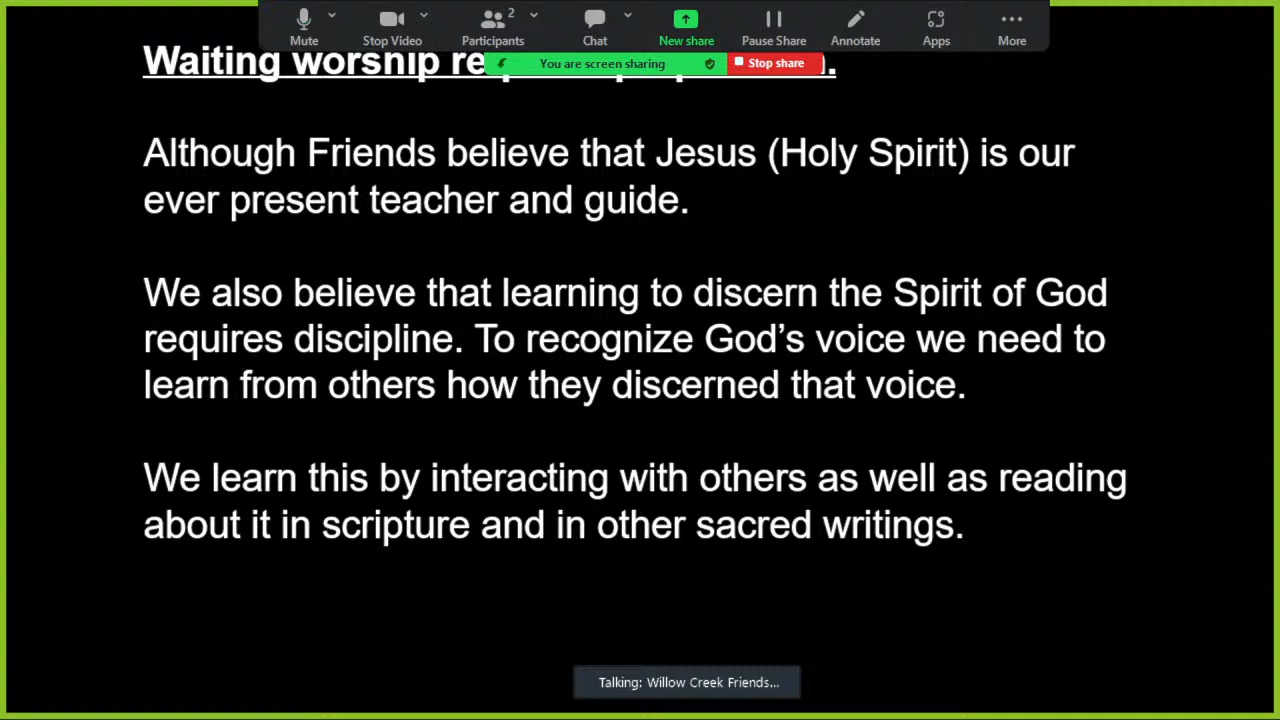 Mute
Stop Video
2
Participants
Chat
New share
Pause Share
Annotate
Apps
More
You are screen sharing
Stop share
Waiting worship
Although Friends believe that Jesus (Holy Spirit) is our
ever present teacher and guide.
We also believe that learning to discern the Spirit of God
requires discipline. To recognize God’s voice we need to
learn from others how they discerned that voice.
We learn this by interacting with others as well as reading
about it in scripture and in other sacred writings.
Talking: Willow Creek Friends...